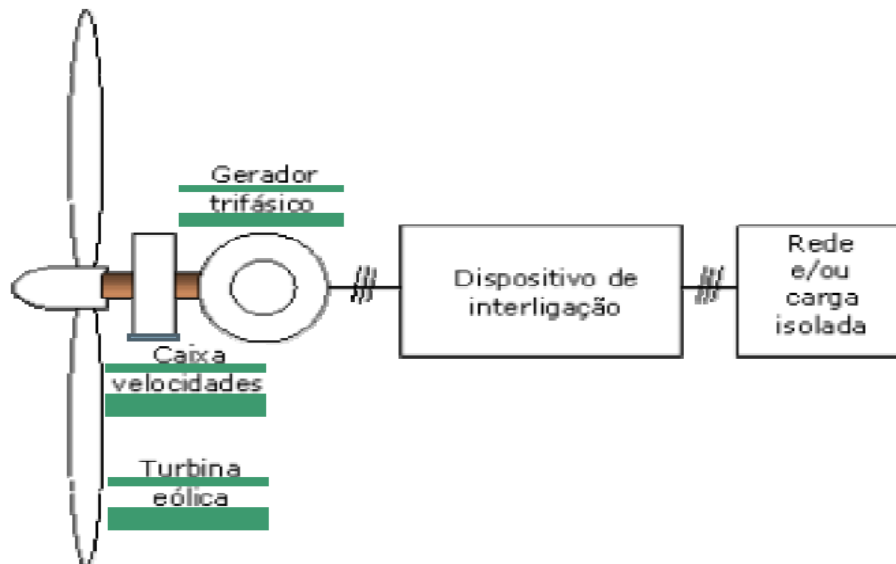 Gerador
trifásico
Dispositivo de
interligação
Rede
e/ou
carga
isolada
Caixa
velocidades
Turbina
eólica